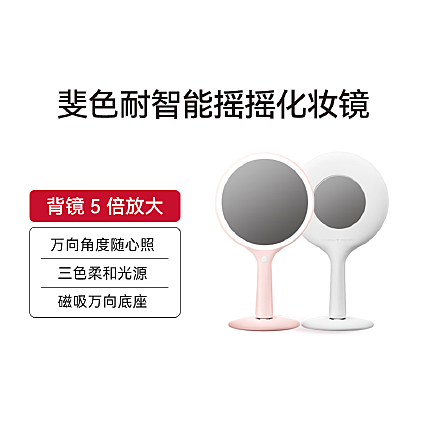 斐色耐智能摇摇化妆镜
背镜 5 倍放大
万向角度随心照
三色柔和光源
磁吸万向底座